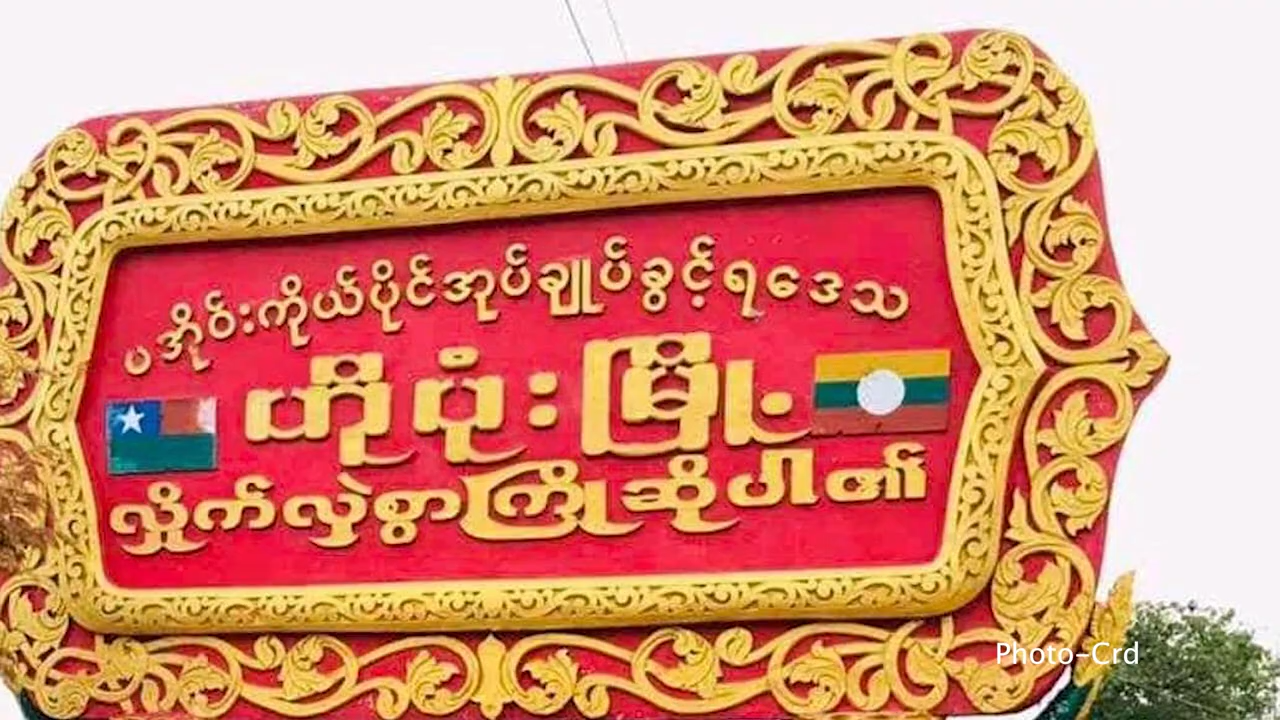 ပအိုဝ်းကိုယ်ပိုင်အုပ်ချုပ်ခွင့်ရဒေသ
ဟိုပုံးမြို့
လှိုက်လှဲစွာကြိုဆိုပါ၏
Photo-Crd